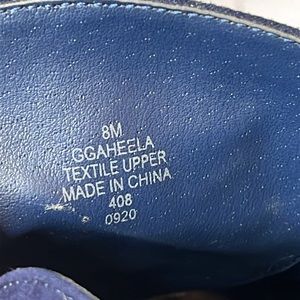 8M
GGAHEELA
TEXTILE UPPER
MADE IN CHINA
408
0920